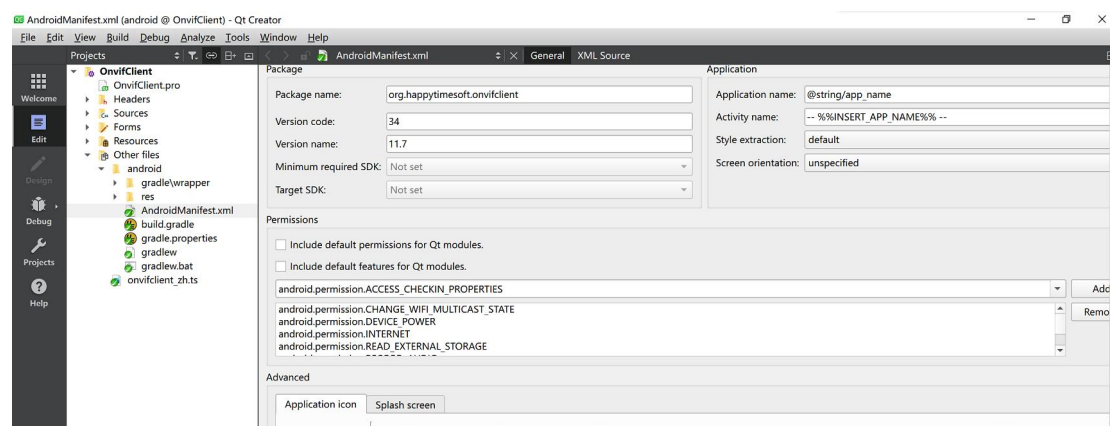 AndroidManifest.xml (android @ OnvifClient) - Qt Creator
File Edit View Build Debug Analyze Tools Window Help
Projects
AndroidManifest.xml
General XML Source
Welcome
Edit
Design
Debug
Projects
Help
OnvifClient
OnvifClient.pro
Headers
Sources
Forms
Resources
Other files
android
gradle\wrapper
res
AndroidManifest.xml
build.gradle
gradle.properties
gradlew
gradlew.bat
onvifclient_zh.ts
Package
Package name: org.happytimesoft.onvifclient
Version code: 34
Version name: 11.7
Minimum required SDK: Not set
Target SDK: Not set
Application
Application name: @string/app_name
Activity name: -- %%INSERT_APP_NAME%% --
Style extraction: default
Screen orientation: unspecified
Permissions
Include default permissions for Qt modules.
Include default features for Qt modules.
android.permission.ACCESS_CHECKIN_PROPERTIES
Add
android.permission.CHANGE_WIFI_MULTICAST_STATE
android.permission.DEVICE_POWER
android.permission.INTERNET
android.permission.READ_EXTERNAL_STORAGE
Remo
Advanced
Application icon Splash screen